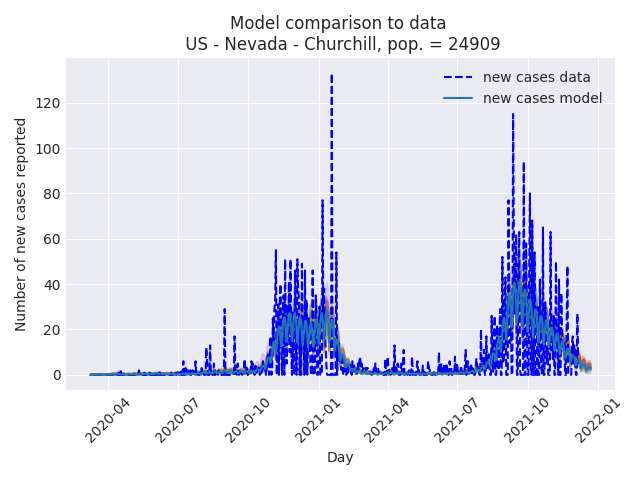 Model comparison to data
US - Nevada - Churchill, pop. = 24909
new cases data
new cases model
Number of new cases reported
120
100
80
60
40
20
0
2020-04
2020-07
2020-10
2021-01
2021-04
2021-07
2021-10
2022-01
Day